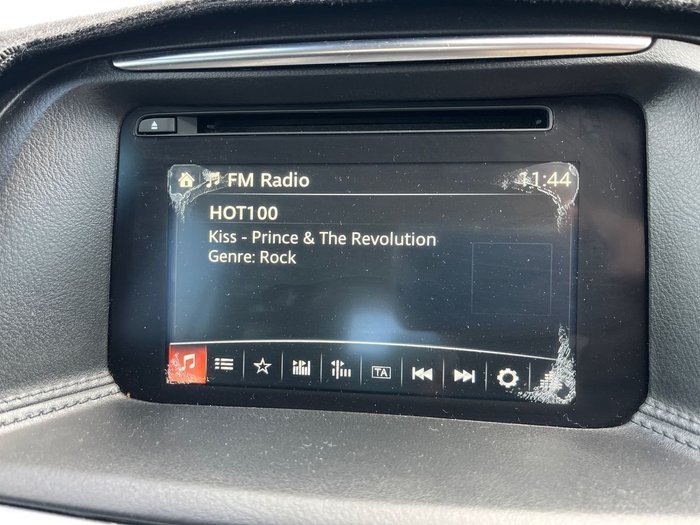 FM Radio
11:44
HOT100
Kiss - Prince & The Revolution
Genre: Rock
TA